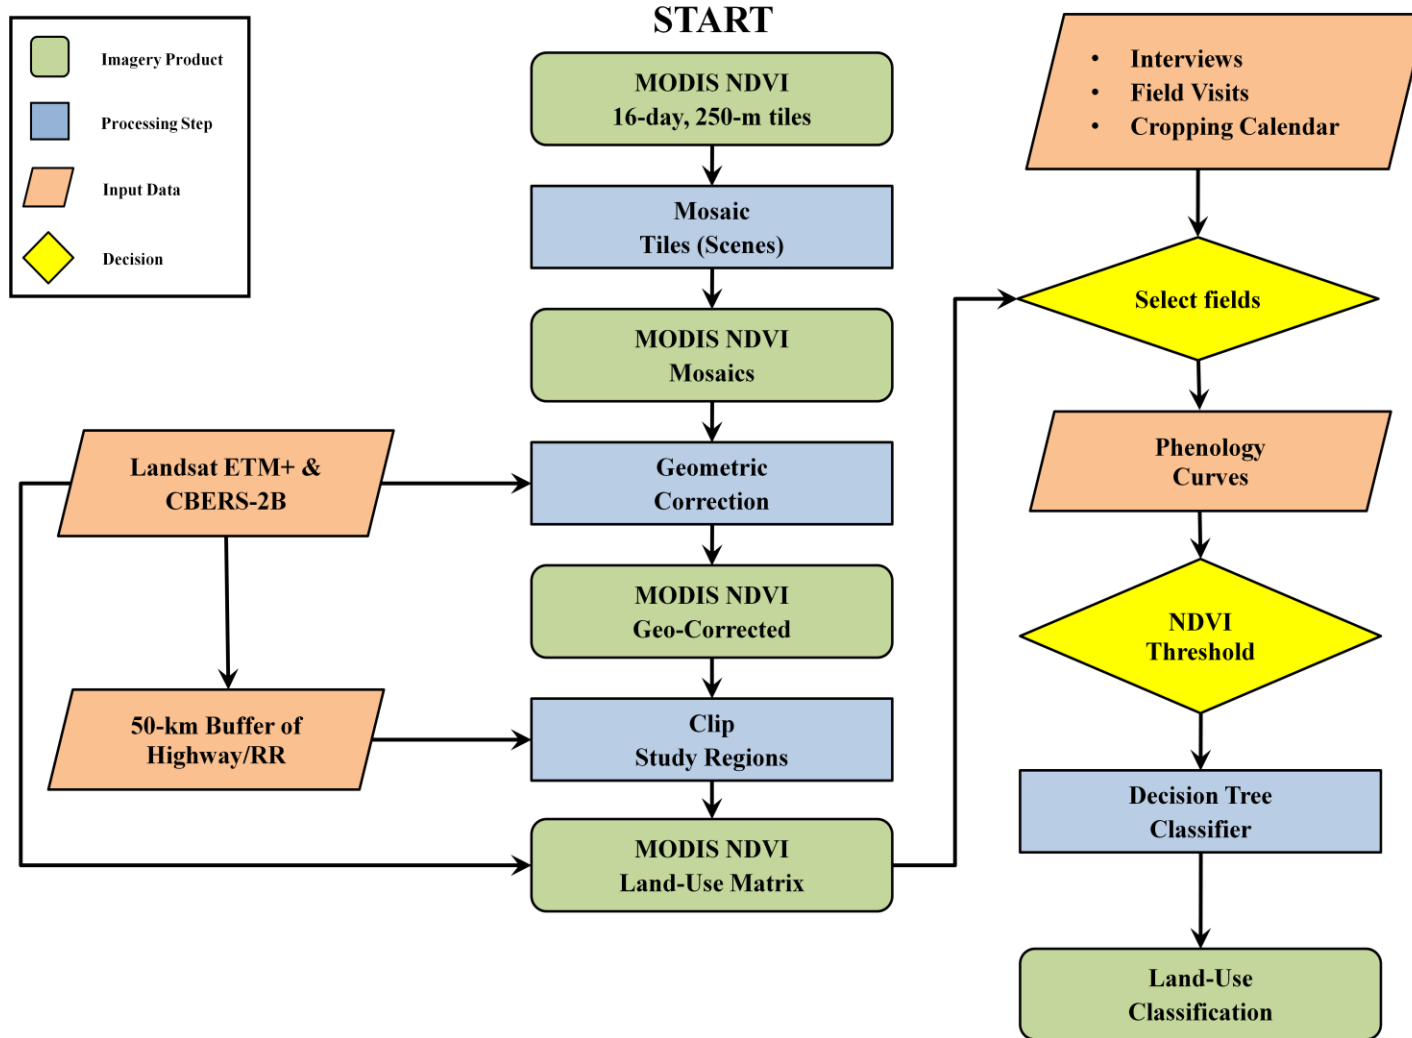 START
Imagery Product
Processing Step
Input Data
Decision
MODIS NDVI
16-day, 250-m tiles
Mosaic
Tiles (Scenes)
MODIS NDVI
Mosaics
Landsat ETM+ &
CBERS-2B
Geometric
Correction
MODIS NDVI
Geo-Corrected
50-km Buffer of
Highway/RR
Clip
Study Regions
MODIS NDVI
Land-Use Matrix
• Interviews
• Field Visits
• Cropping Calendar
Select fields
Phenology
Curves
NDVI
Threshold
Decision Tree
Classifier
Land-Use
Classification